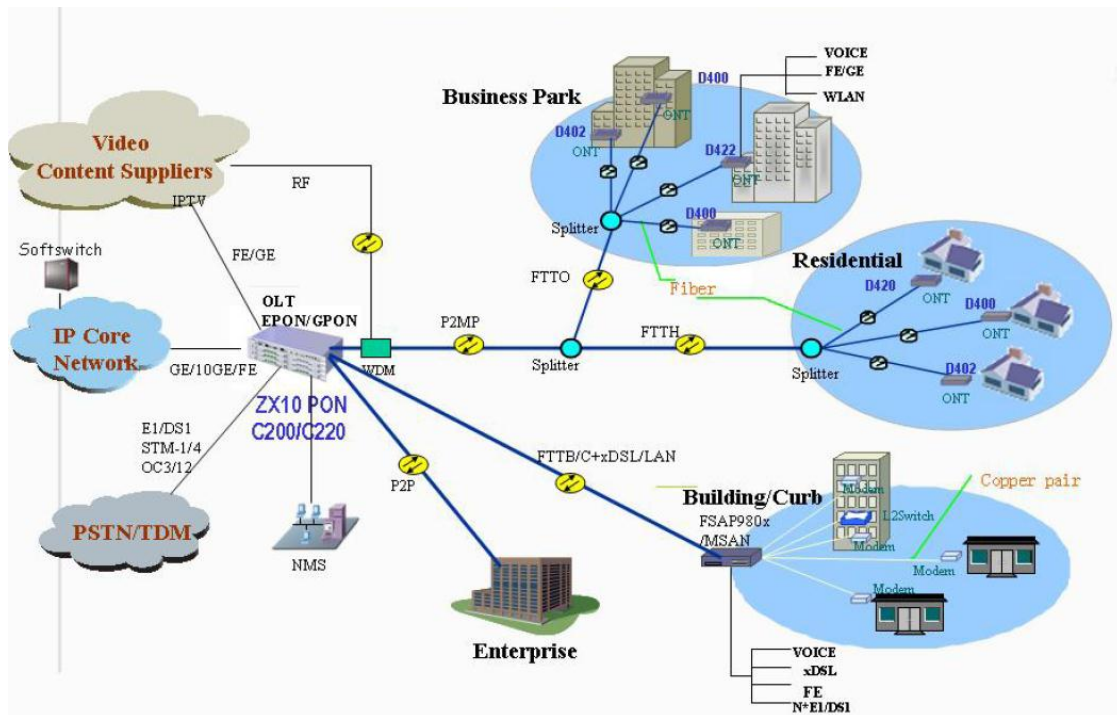 VOICE
FE/GE
WLAN
D400
Business Park
ONT
D402
ONT
D422
ONT
D400
ONT
Splitter
Video
Content Suppliers
IPTV
RF
Softswitch
FE/GE
FTTO
Fiber
Residential
D420
ONT
D400
ONT
D402
ONT
OLT
EPON/GPON
IP Core
Network
GE/10GE/FE
WDM
P2MP
Splitter
FTTH
Splitter
ZX10 PON
C200/C220
E1/DS1
STM-1/4
OC3/12
PSTN/TDM
NMS
P2P
FTTB/C+xDSL/LAN
Building/Curb
FSAP980x
/MSAN
Modem
L2Switch
Modem
Copper pair
Modem
Modem
Enterprise
VOICE
xDSL
FE
N*E1/DS1